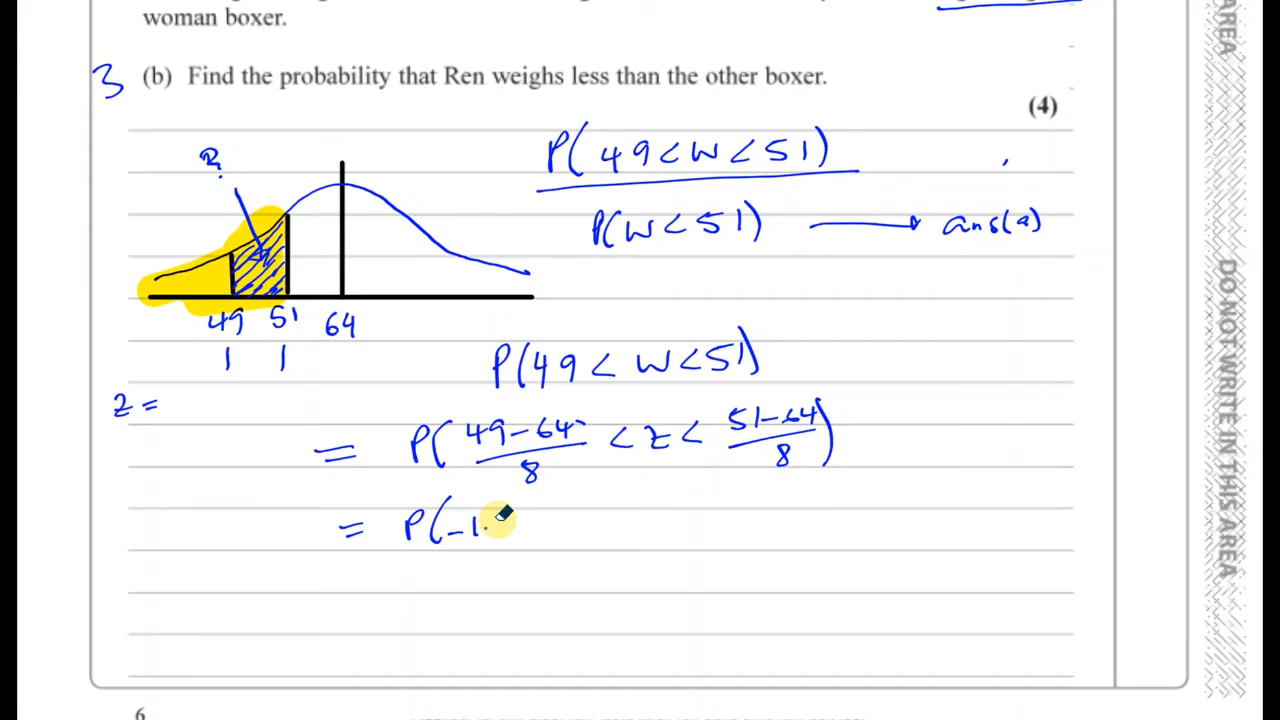 woman boxer.
3 (b) Find the probability that Ren weighs less than the other boxer.
(4)
P(49<W<51)
P(W<51) → ans(a)
R
49 51 64
P(49<W<51)
z =
= P(49-64/8 < z < 51-64/8)
= P(-1.
6
AREA
DO NOT WRITE IN THIS AREA